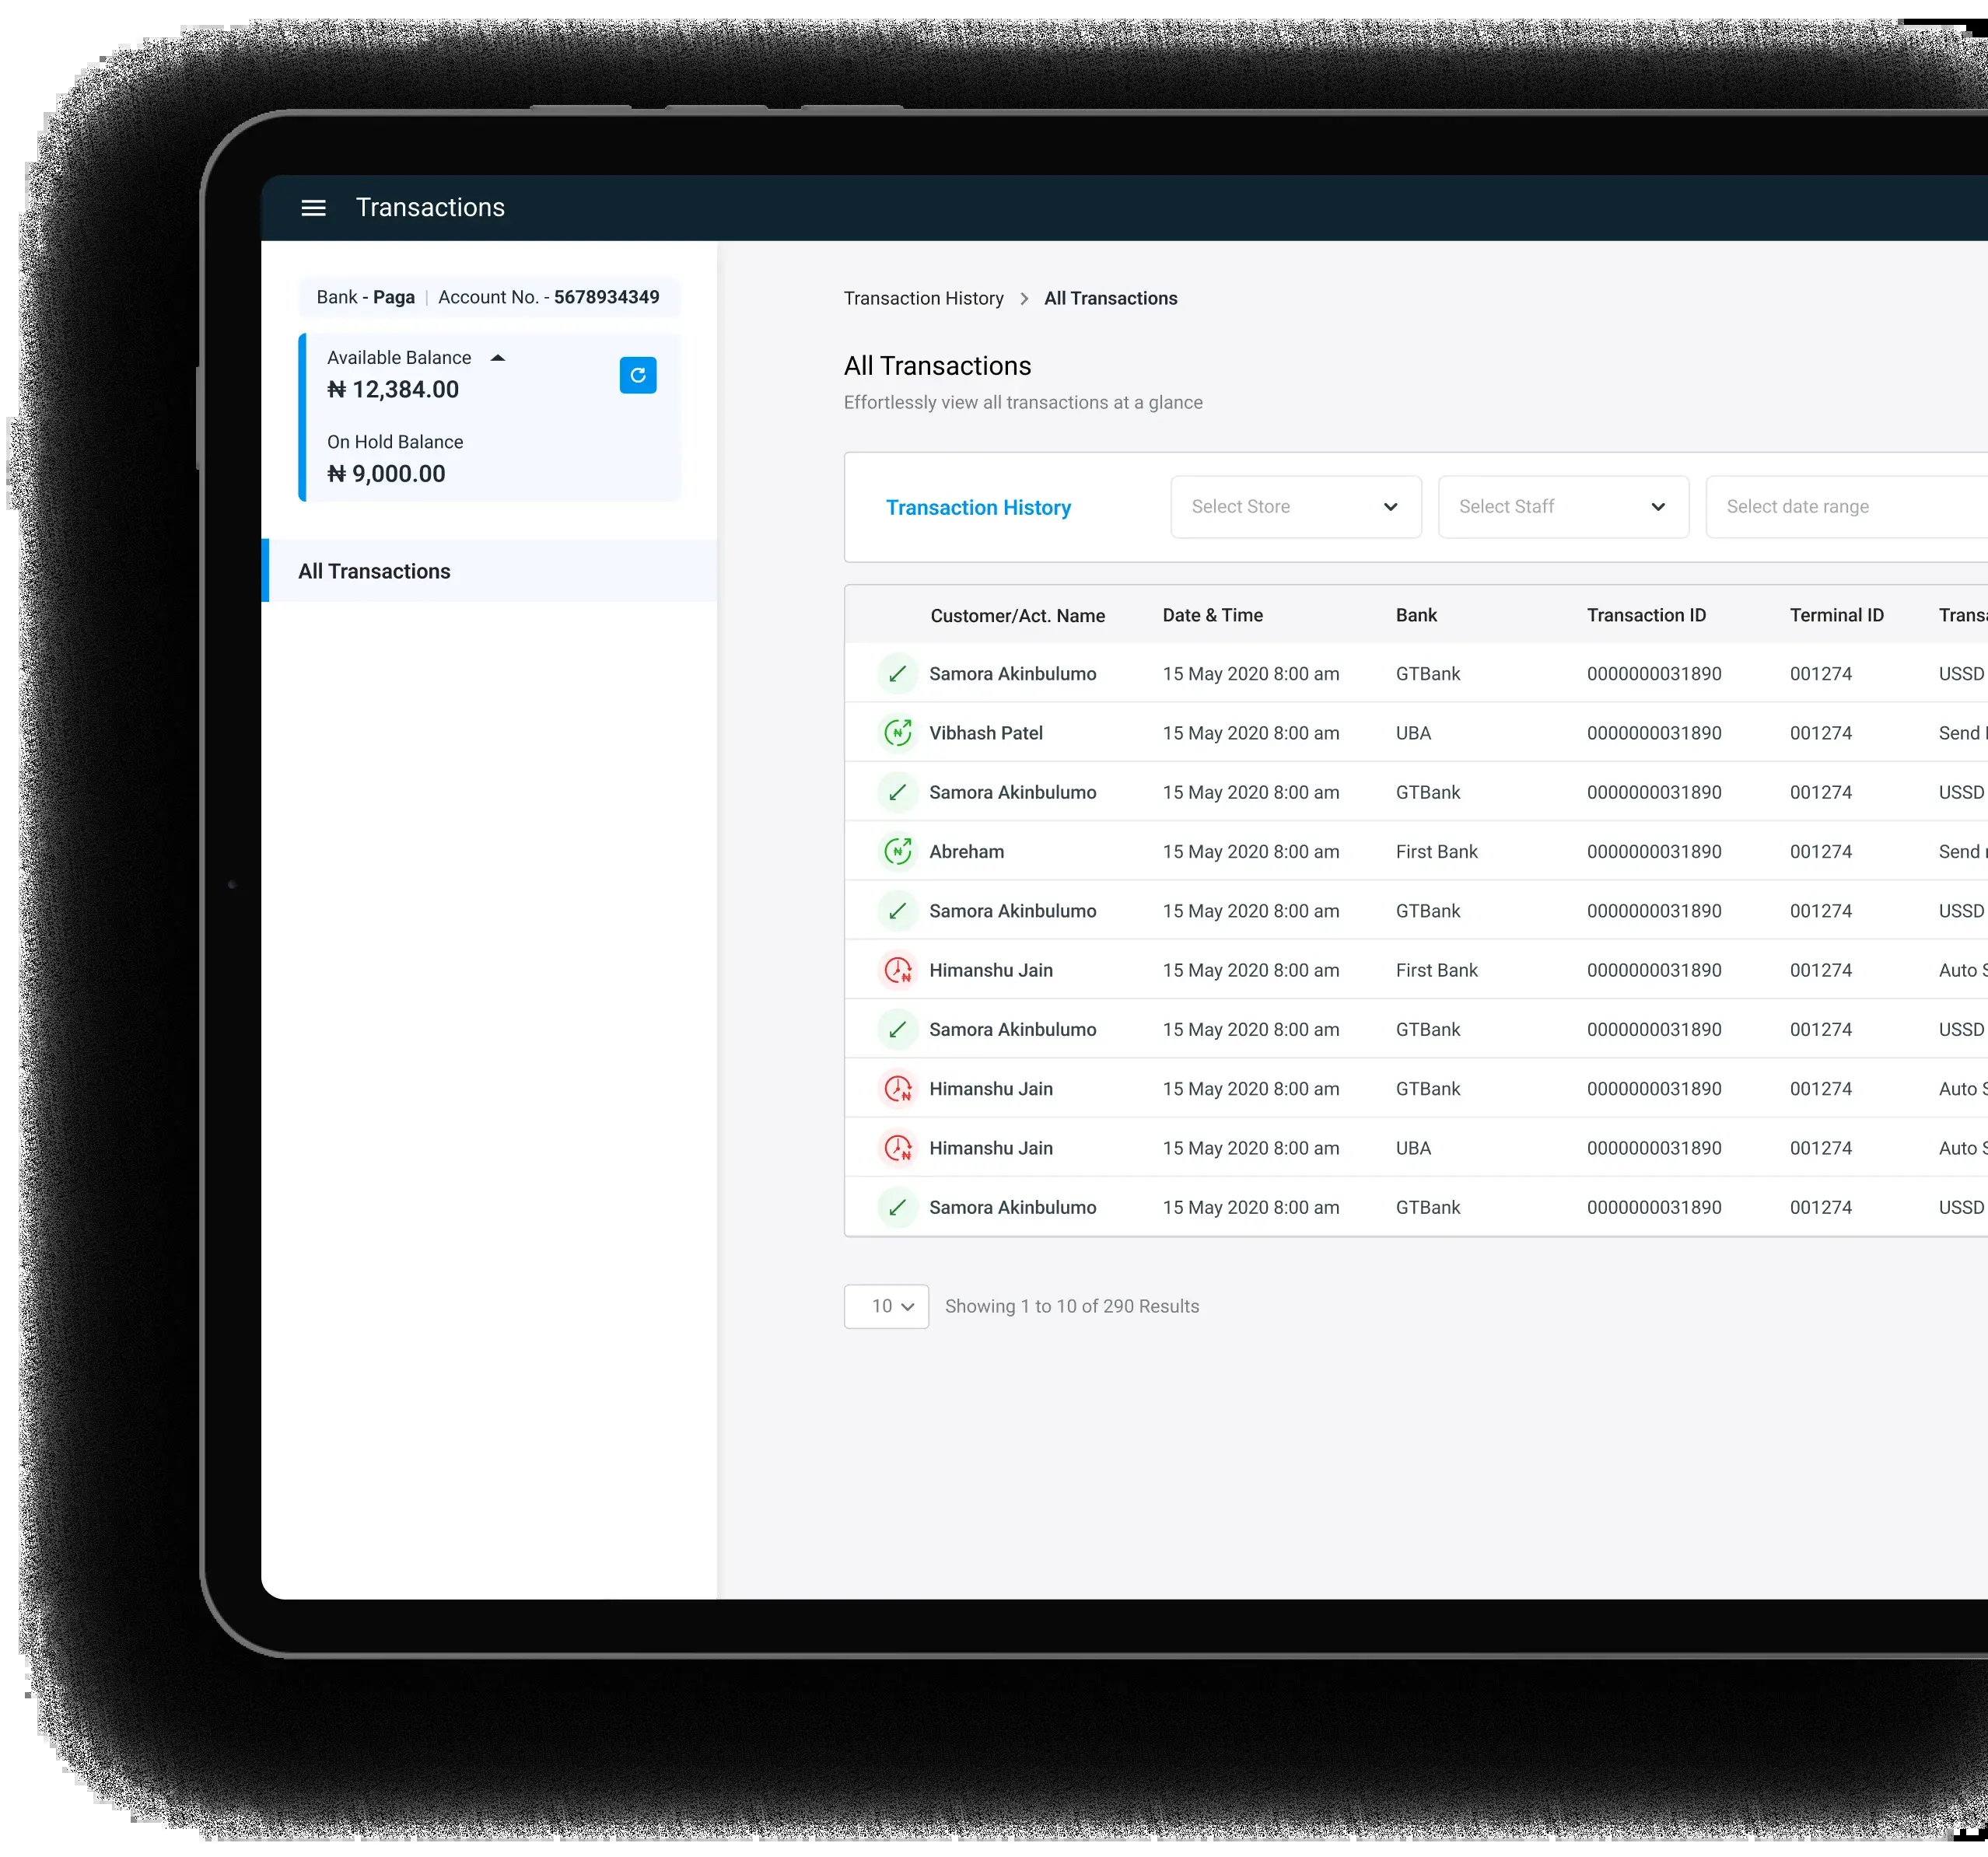 Transactions
Bank - Paga | Account No. - 5678934349
Available Balance
₦ 12,384.00
On Hold Balance
₦ 9,000.00
All Transactions
Transaction History > All Transactions
All Transactions
Effortlessly view all transactions at a glance
Transaction History Select Store Select Staff Select date range
Customer/Act. Name Date & Time Bank Transaction ID Terminal ID Transa
Samora Akinbulumo 15 May 2020 8:00 am GTBank 0000000031890 001274 USSD
Vibhash Patel 15 May 2020 8:00 am UBA 0000000031890 001274 Send
Samora Akinbulumo 15 May 2020 8:00 am GTBank 0000000031890 001274 USSD
Abreham 15 May 2020 8:00 am First Bank 0000000031890 001274 Send
Samora Akinbulumo 15 May 2020 8:00 am GTBank 0000000031890 001274 USSD
Himanshu Jain 15 May 2020 8:00 am First Bank 0000000031890 001274 Auto S
Samora Akinbulumo 15 May 2020 8:00 am GTBank 0000000031890 001274 USSD
Himanshu Jain 15 May 2020 8:00 am GTBank 0000000031890 001274 Auto S
Himanshu Jain 15 May 2020 8:00 am UBA 0000000031890 001274 Auto S
Samora Akinbulumo 15 May 2020 8:00 am GTBank 0000000031890 001274 USSD
10 Showing 1 to 10 of 290 Results